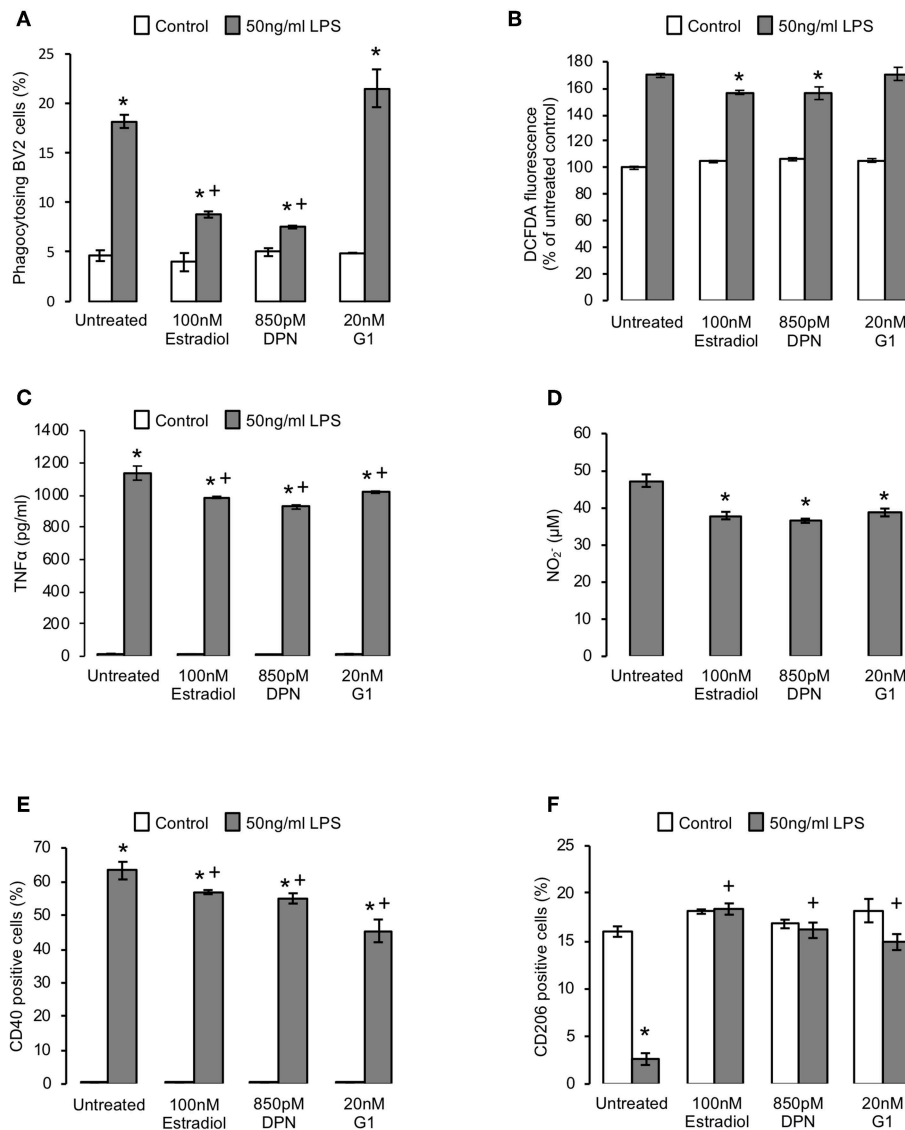 A
Control 50ng/ml LPS
Phagocytosing BV2 cells (%)
25
20
15
10
5
0
*
* +
* +
*
Untreated 100nM 850pM 20nM
Estradiol DPN G1
B
Control 50ng/ml LPS
DCFDA fluorescence
(% of untreated control)
180
160
140
120
100
80
60
40
20
0
* *
Untreated 100nM 850pM 20nM
Estradiol DPN G1
C
Control 50ng/ml LPS
TNFα (pg/ml)
1400
1200
1000
800
600
400
200
0
*
* +
* +
* +
Untreated 100nM 850pM 20nM
Estradiol DPN G1
D
NO₂⁻ (µM)
60
50
40
30
20
10
0
* * *
Untreated 100nM 850pM 20nM
Estradiol DPN G1
E
Control 50ng/ml LPS
CD40 positive cells (%)
70
60
50
40
30
20
10
0
*
* +
* +
* +
Untreated 100nM 850pM 20nM
Estradiol DPN G1
F
Control 50ng/ml LPS
CD206 positive cells (%)
25
20
15
10
5
0
*
+
+
+
Untreated 100nM 850pM 20nM
Estradiol DPN G1